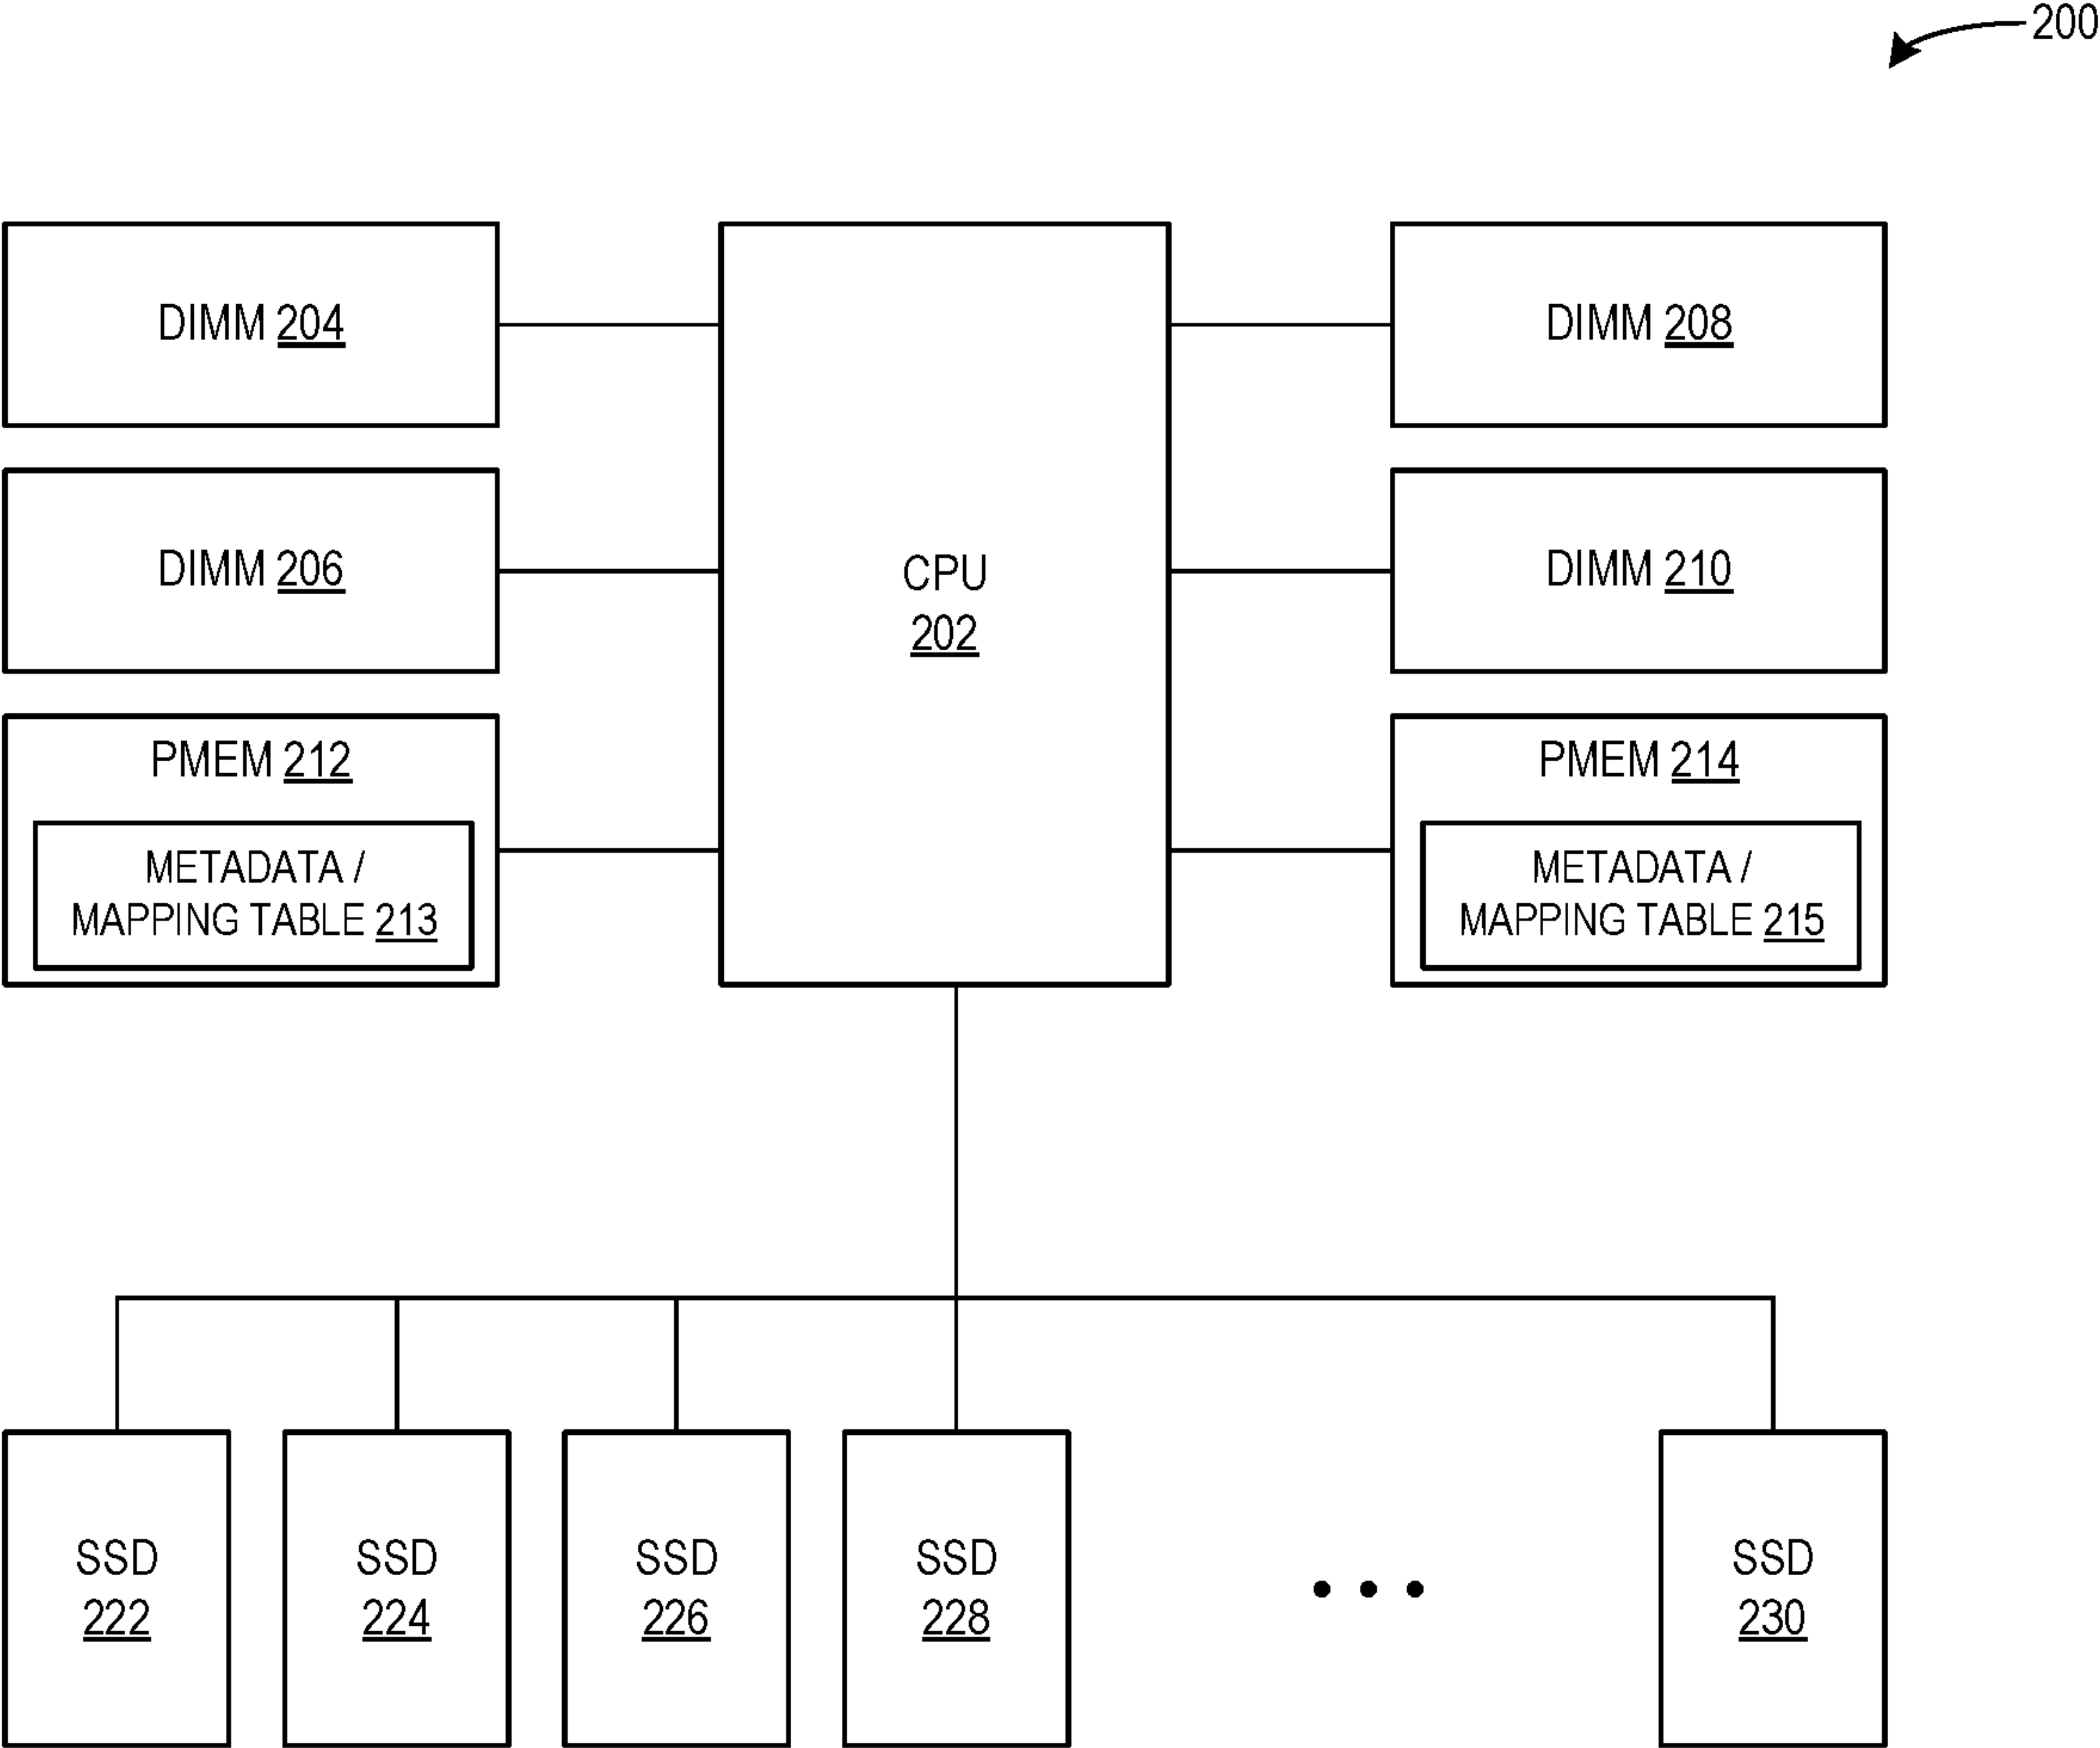 200
DIMM 204
DIMM 208
DIMM 206
CPU
202
DIMM 210
PMEM 212
METADATA /
MAPPING TABLE 213
PMEM 214
METADATA /
MAPPING TABLE 215
SSD
222
SSD
224
SSD
226
SSD
228
• • •
SSD
230